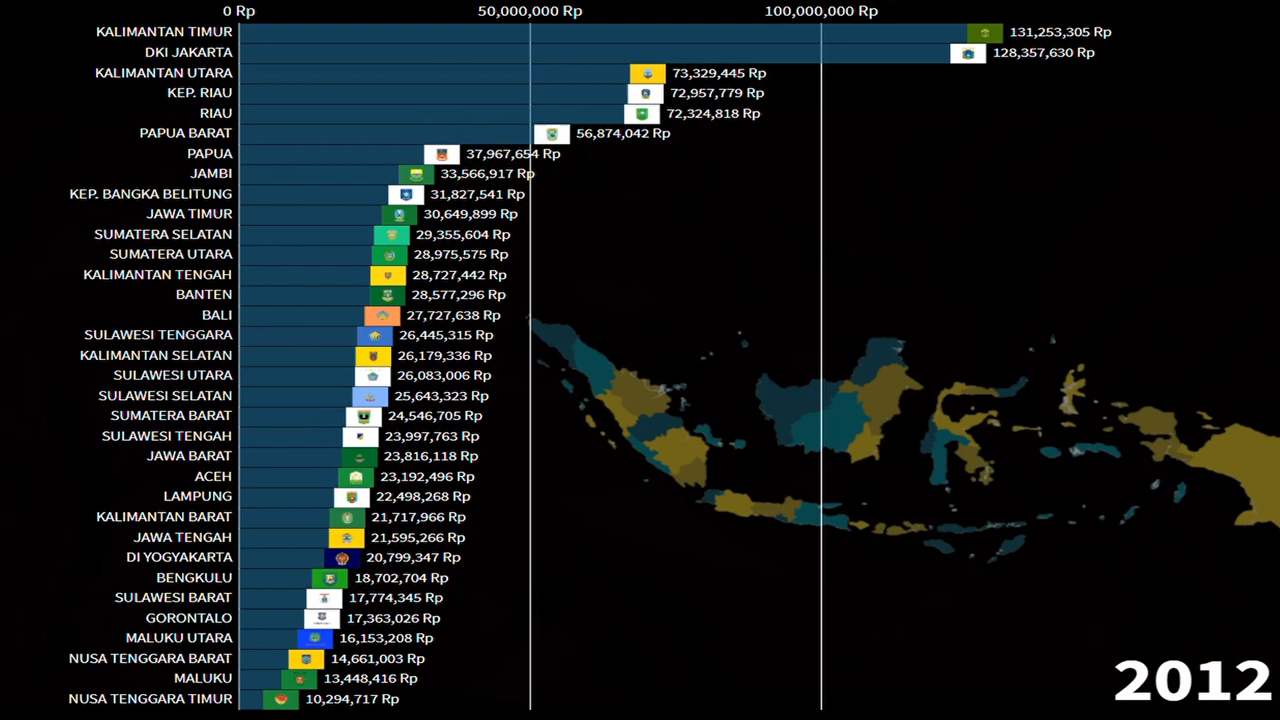 0 Rp 50,000,000 Rp 100,000,000 Rp
KALIMANTAN TIMUR 131,253,305 Rp
DKI JAKARTA 128,357,630 Rp
KALIMANTAN UTARA 73,329,445 Rp
KEP. RIAU 72,957,779 Rp
RIAU 72,324,818 Rp
PAPUA BARAT 56,874,042 Rp
PAPUA 37,967,654 Rp
JAMBI 33,566,917 Rp
KEP. BANGKA BELITUNG 31,827,541 Rp
JAWA TIMUR 30,649,899 Rp
SUMATERA SELATAN 29,355,604 Rp
SUMATERA UTARA 28,975,575 Rp
KALIMANTAN TENGAH 28,727,442 Rp
BANTEN 28,577,296 Rp
BALI 27,727,638 Rp
SULAWESI TENGGARA 26,445,315 Rp
KALIMANTAN SELATAN 26,179,336 Rp
SULAWESI UTARA 26,083,006 Rp
SULAWESI SELATAN 25,643,323 Rp
SUMATERA BARAT 24,546,705 Rp
SULAWESI TENGAH 23,997,763 Rp
JAWA BARAT 23,816,118 Rp
ACEH 23,192,496 Rp
LAMPUNG 22,498,268 Rp
KALIMANTAN BARAT 21,717,966 Rp
JAWA TENGAH 21,595,266 Rp
DI YOGYAKARTA 20,799,347 Rp
BENGKULU 18,702,704 Rp
SULAWESI BARAT 17,774,345 Rp
GORONTALO 17,363,026 Rp
MALUKU UTARA 16,153,208 Rp
NUSA TENGGARA BARAT 14,661,003 Rp
MALUKU 13,448,416 Rp
NUSA TENGGARA TIMUR 10,294,717 Rp
2012